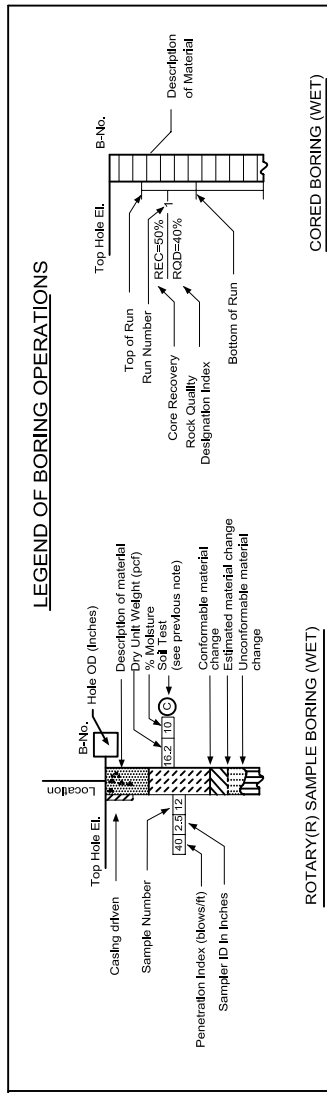 LEGEND OF BORING OPERATIONS
B-No.
Hole OD (Inches)
Location
Top Hole El.
Casing driven
Description of material
Dry Unit Weight (pcf)
% Moisture
Soil Test
(see previous note)
16.2 10 C
Sample Number
40 2.5 12
Penetration Index (blows/ft)
Sampler ID In Inches
Conformable material
change
Estimated material change
Unconformable material
change
ROTARY(R) SAMPLE BORING (WET)
Top Hole El.
B-No.
Description
of Material
Top of Run
Run Number
REC=50%
1
RQD=40%
Core Recovery
Rock Quality
Designation Index
Bottom of Run
CORED BORING (WET)